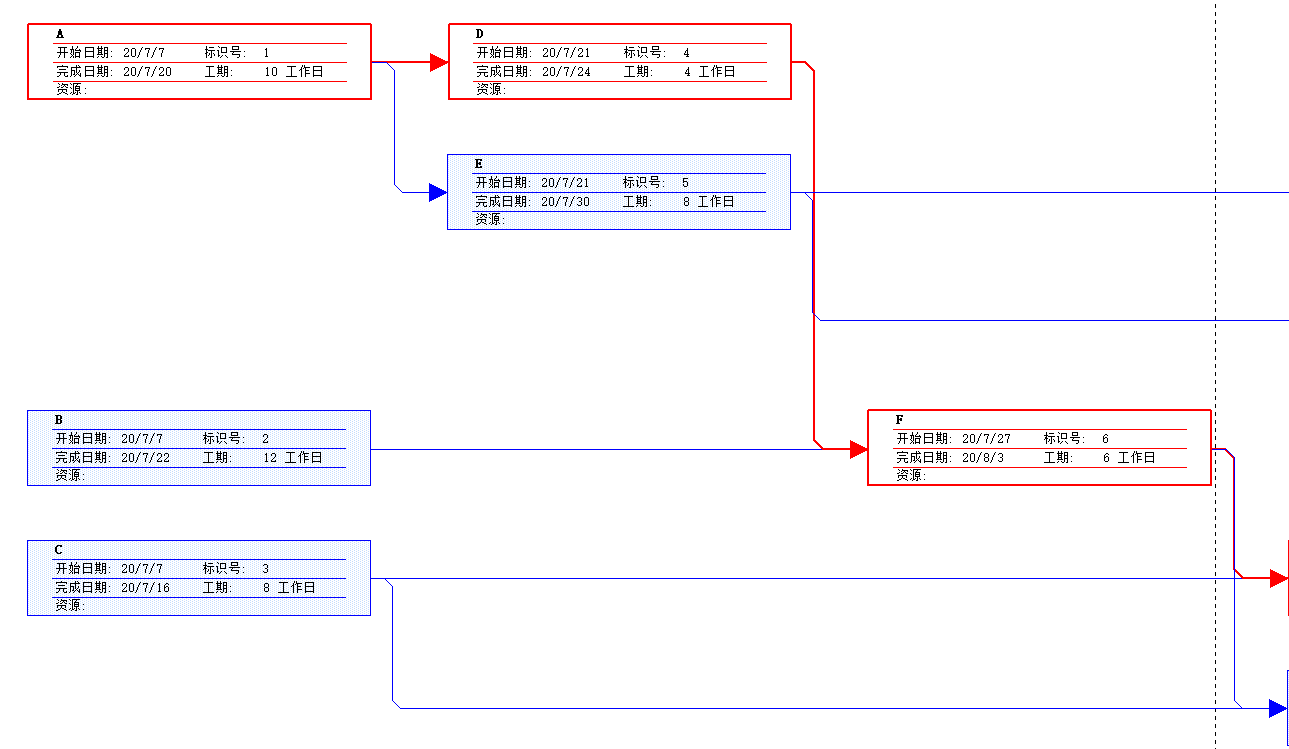 A
开始日期: 20/7/7 标识号: 1
完成日期: 20/7/20 工期: 10 工作日
资源:
D
开始日期: 20/7/21 标识号: 4
完成日期: 20/7/24 工期: 4 工作日
资源:
E
开始日期: 20/7/21 标识号: 5
完成日期: 20/7/30 工期: 8 工作日
资源:
B
开始日期: 20/7/7 标识号: 2
完成日期: 20/7/22 工期: 12 工作日
资源:
F
开始日期: 20/7/27 标识号: 6
完成日期: 20/8/3 工期: 6 工作日
资源:
C
开始日期: 20/7/7 标识号: 3
完成日期: 20/7/16 工期: 8 工作日
资源: